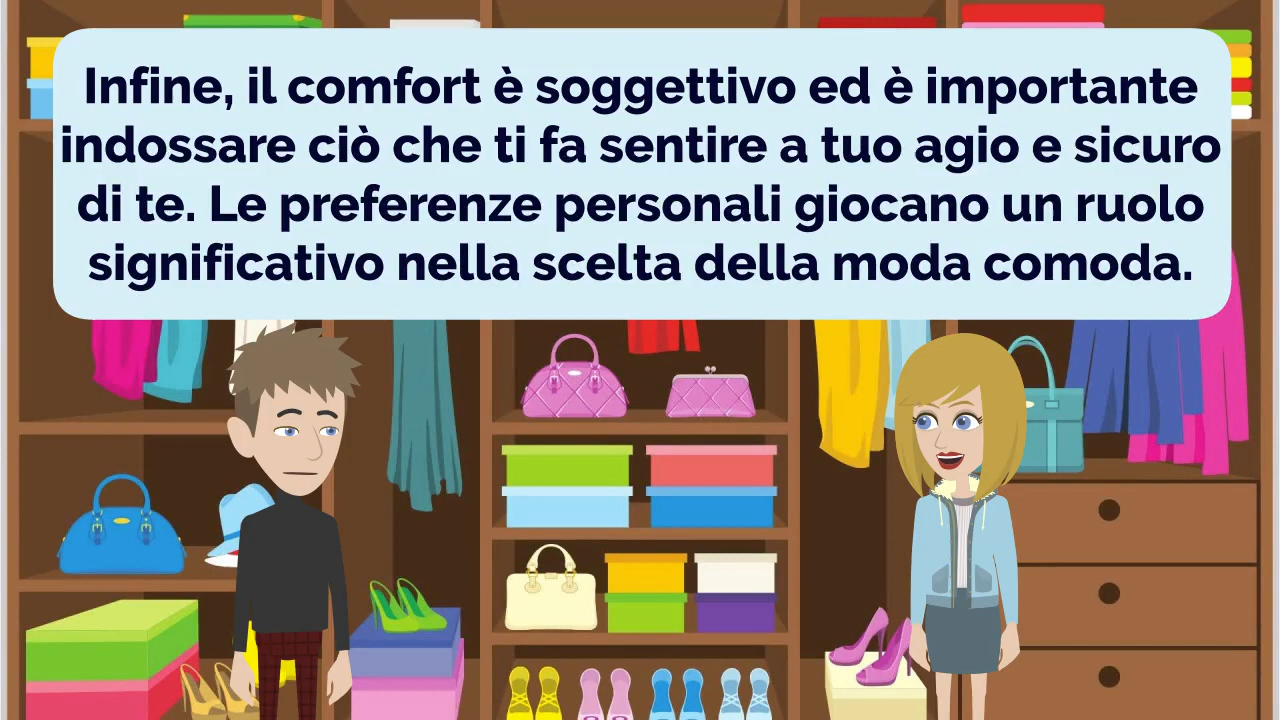 Infine, il comfort è soggettivo ed è importante
indossare ciò che ti fa sentire a tuo agio e sicuro
di te. Le preferenze personali giocano un ruolo
significativo nella scelta della moda comoda.